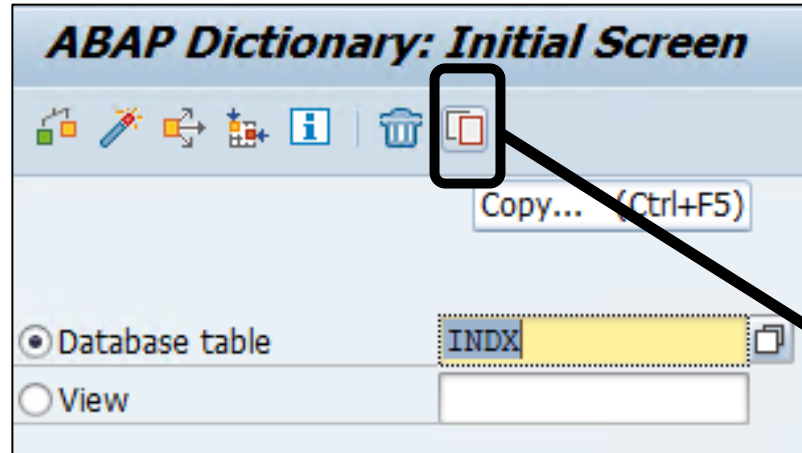 ABAP Dictionary: Initial Screen
Copy... (Ctrl+F5)
Database table INDX
View